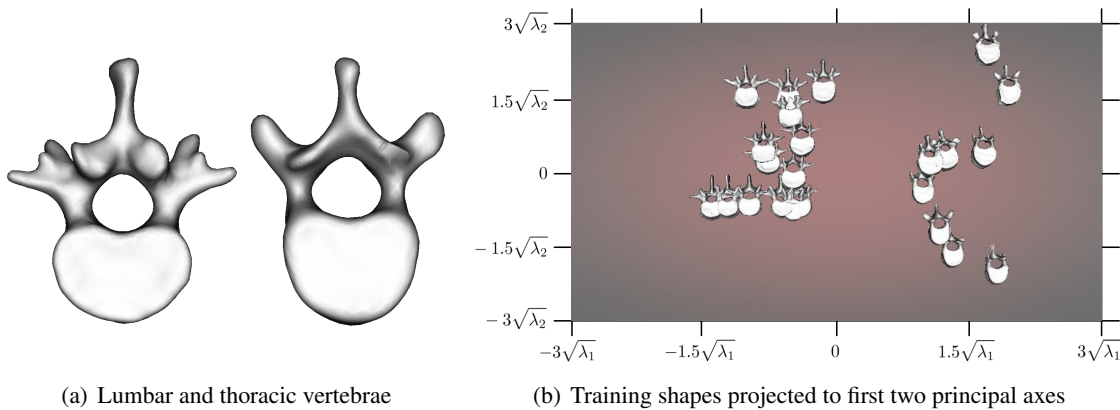 3√λ₂
1.5√λ₂
0
− 1.5√λ₂
− 3√λ₂
−3√λ₁
−1.5√λ₁
0
1.5√λ₁
3√λ₁
(a) Lumbar and thoracic vertebrae
(b) Training shapes projected to first two principal axes